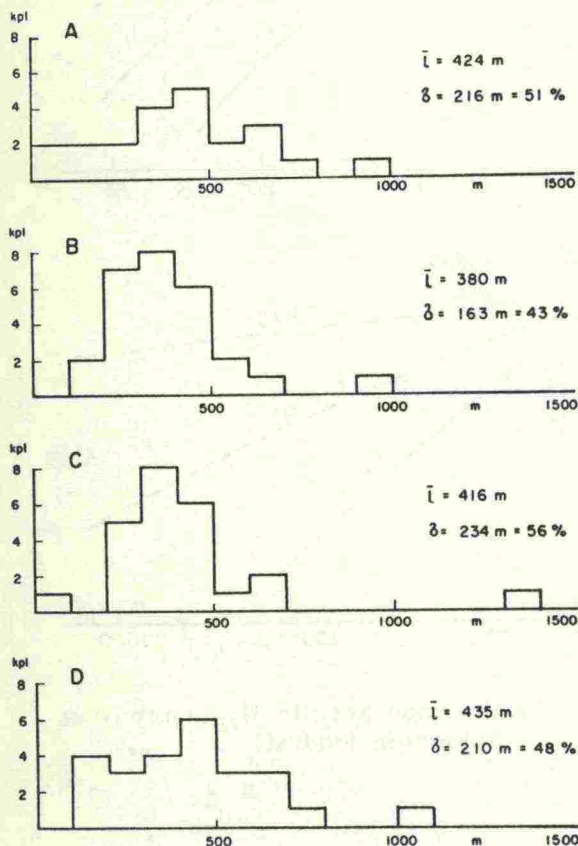 kpl
A
8
6
4
2
l̄ = 424 m
δ = 216 m = 51 %
500 1000 m 1500
kpl
B
8
6
4
2
l̄ = 380 m
δ = 163 m = 43 %
500 1000 m 1500
kpl
C
8
6
4
2
l̄ = 416 m
δ = 234 m = 56 %
500 1000 m 1500
kpl
D
8
6
4
2
l̄ = 435 m
δ = 210 m = 48 %
500 1000 m 1500